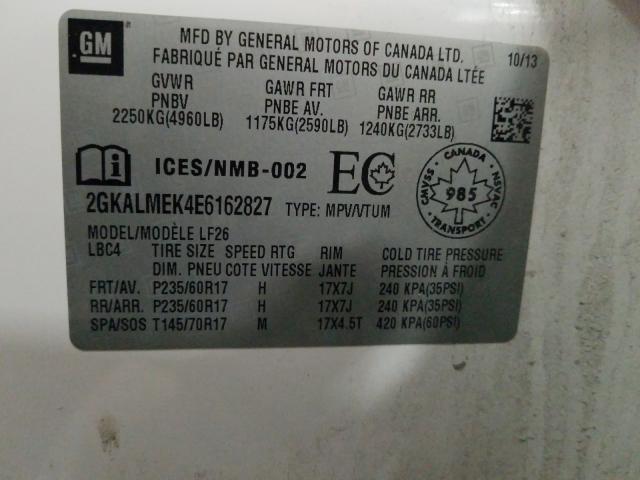 GM
MFD BY GENERAL MOTORS OF CANADA LTD.
FABRIQUÉ PAR GENERAL MOTORS DU CANADA LTÉE
10/13
GVWR GAWR FRT GAWR RR
PNBV PNBE AV. PNBE ARR.
2250KG(4960LB) 1175KG(2590LB) 1240KG(2733LB)
i ICES/NMB-002 EC
CANADA
CMVSS NSVAC
985
TRANSPORT
2GKALMEK4E6162827 TYPE: MPV/VTUM
MODEL/MODÈLE LF26
LBC4 TIRE SIZE SPEED RTG RIM COLD TIRE PRESSURE
DIM. PNEU COTE VITESSE JANTE PRESSION À FROID
FRT/AV. P235/60R17 H 17X7J 240 KPA(35PSI)
RR/ARR. P235/60R17 H 17X7J 240 KPA(35PSI)
SPA/SOS T145/70R17 M 17X4.5T 420 KPA(60PSI)